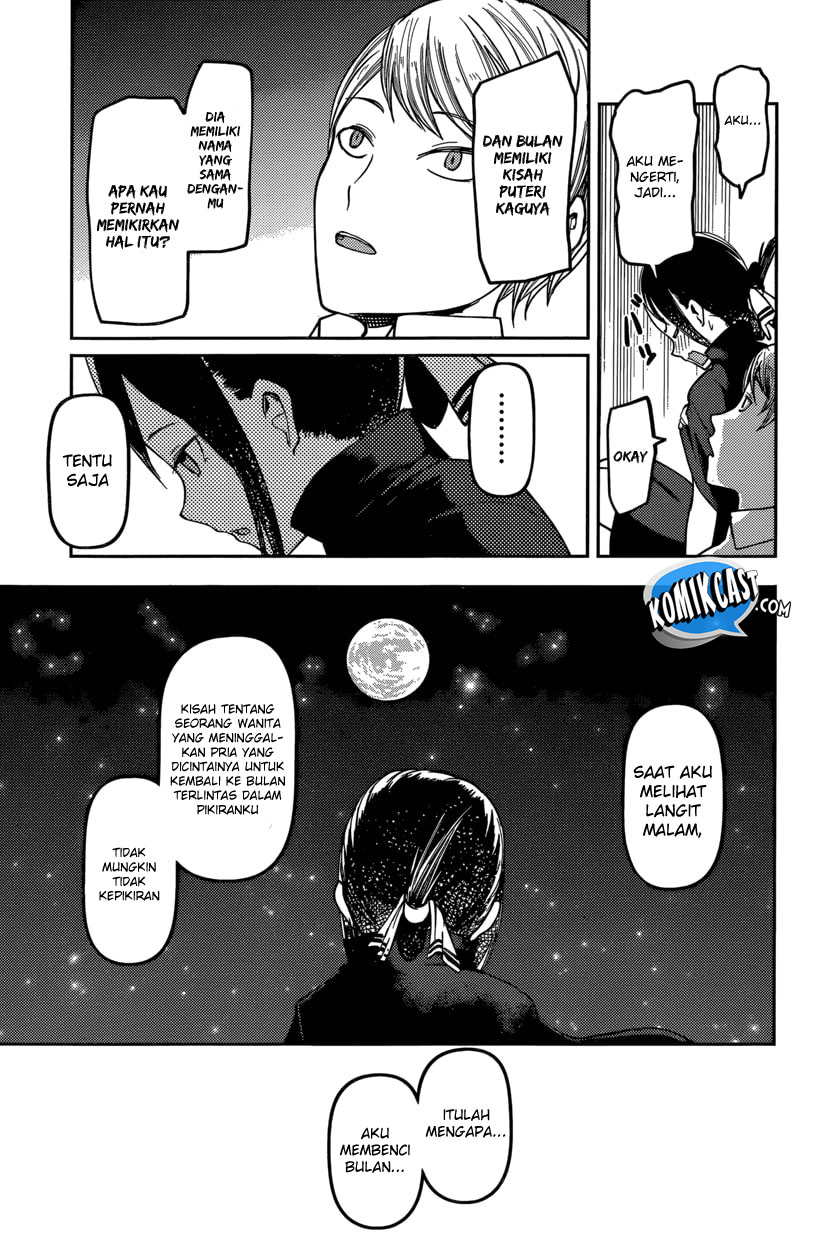 AKU...
AKU ME-
NGERTI,
JADI...
OKAY
DAN BULAN
MEMILIKI
KISAH
PUTERI
KAGUYA
DIA
MEMILIKI
NAMA
YANG
SAMA
DENGAN-
MU
APA KAU
PERNAH
MEMIKIRKAN
HAL ITU?
.........
TENTU
SAJA
KOMIKCAST
.COM
SAAT AKU
MELIHAT
LANGIT
MALAM,
KISAH TENTANG
SEORANG WANITA
YANG MENINGGAL-
KAN PRIA YANG
DICINTAINYA UNTUK
KEMBALI KE BULAN
TERLINTAS DALAM
PIKIRANKU
TIDAK
MUNGKIN
TIDAK
KEPIKIRAN
ITULAH
MENGAPA...
AKU
MEMBENCI
BULAN...